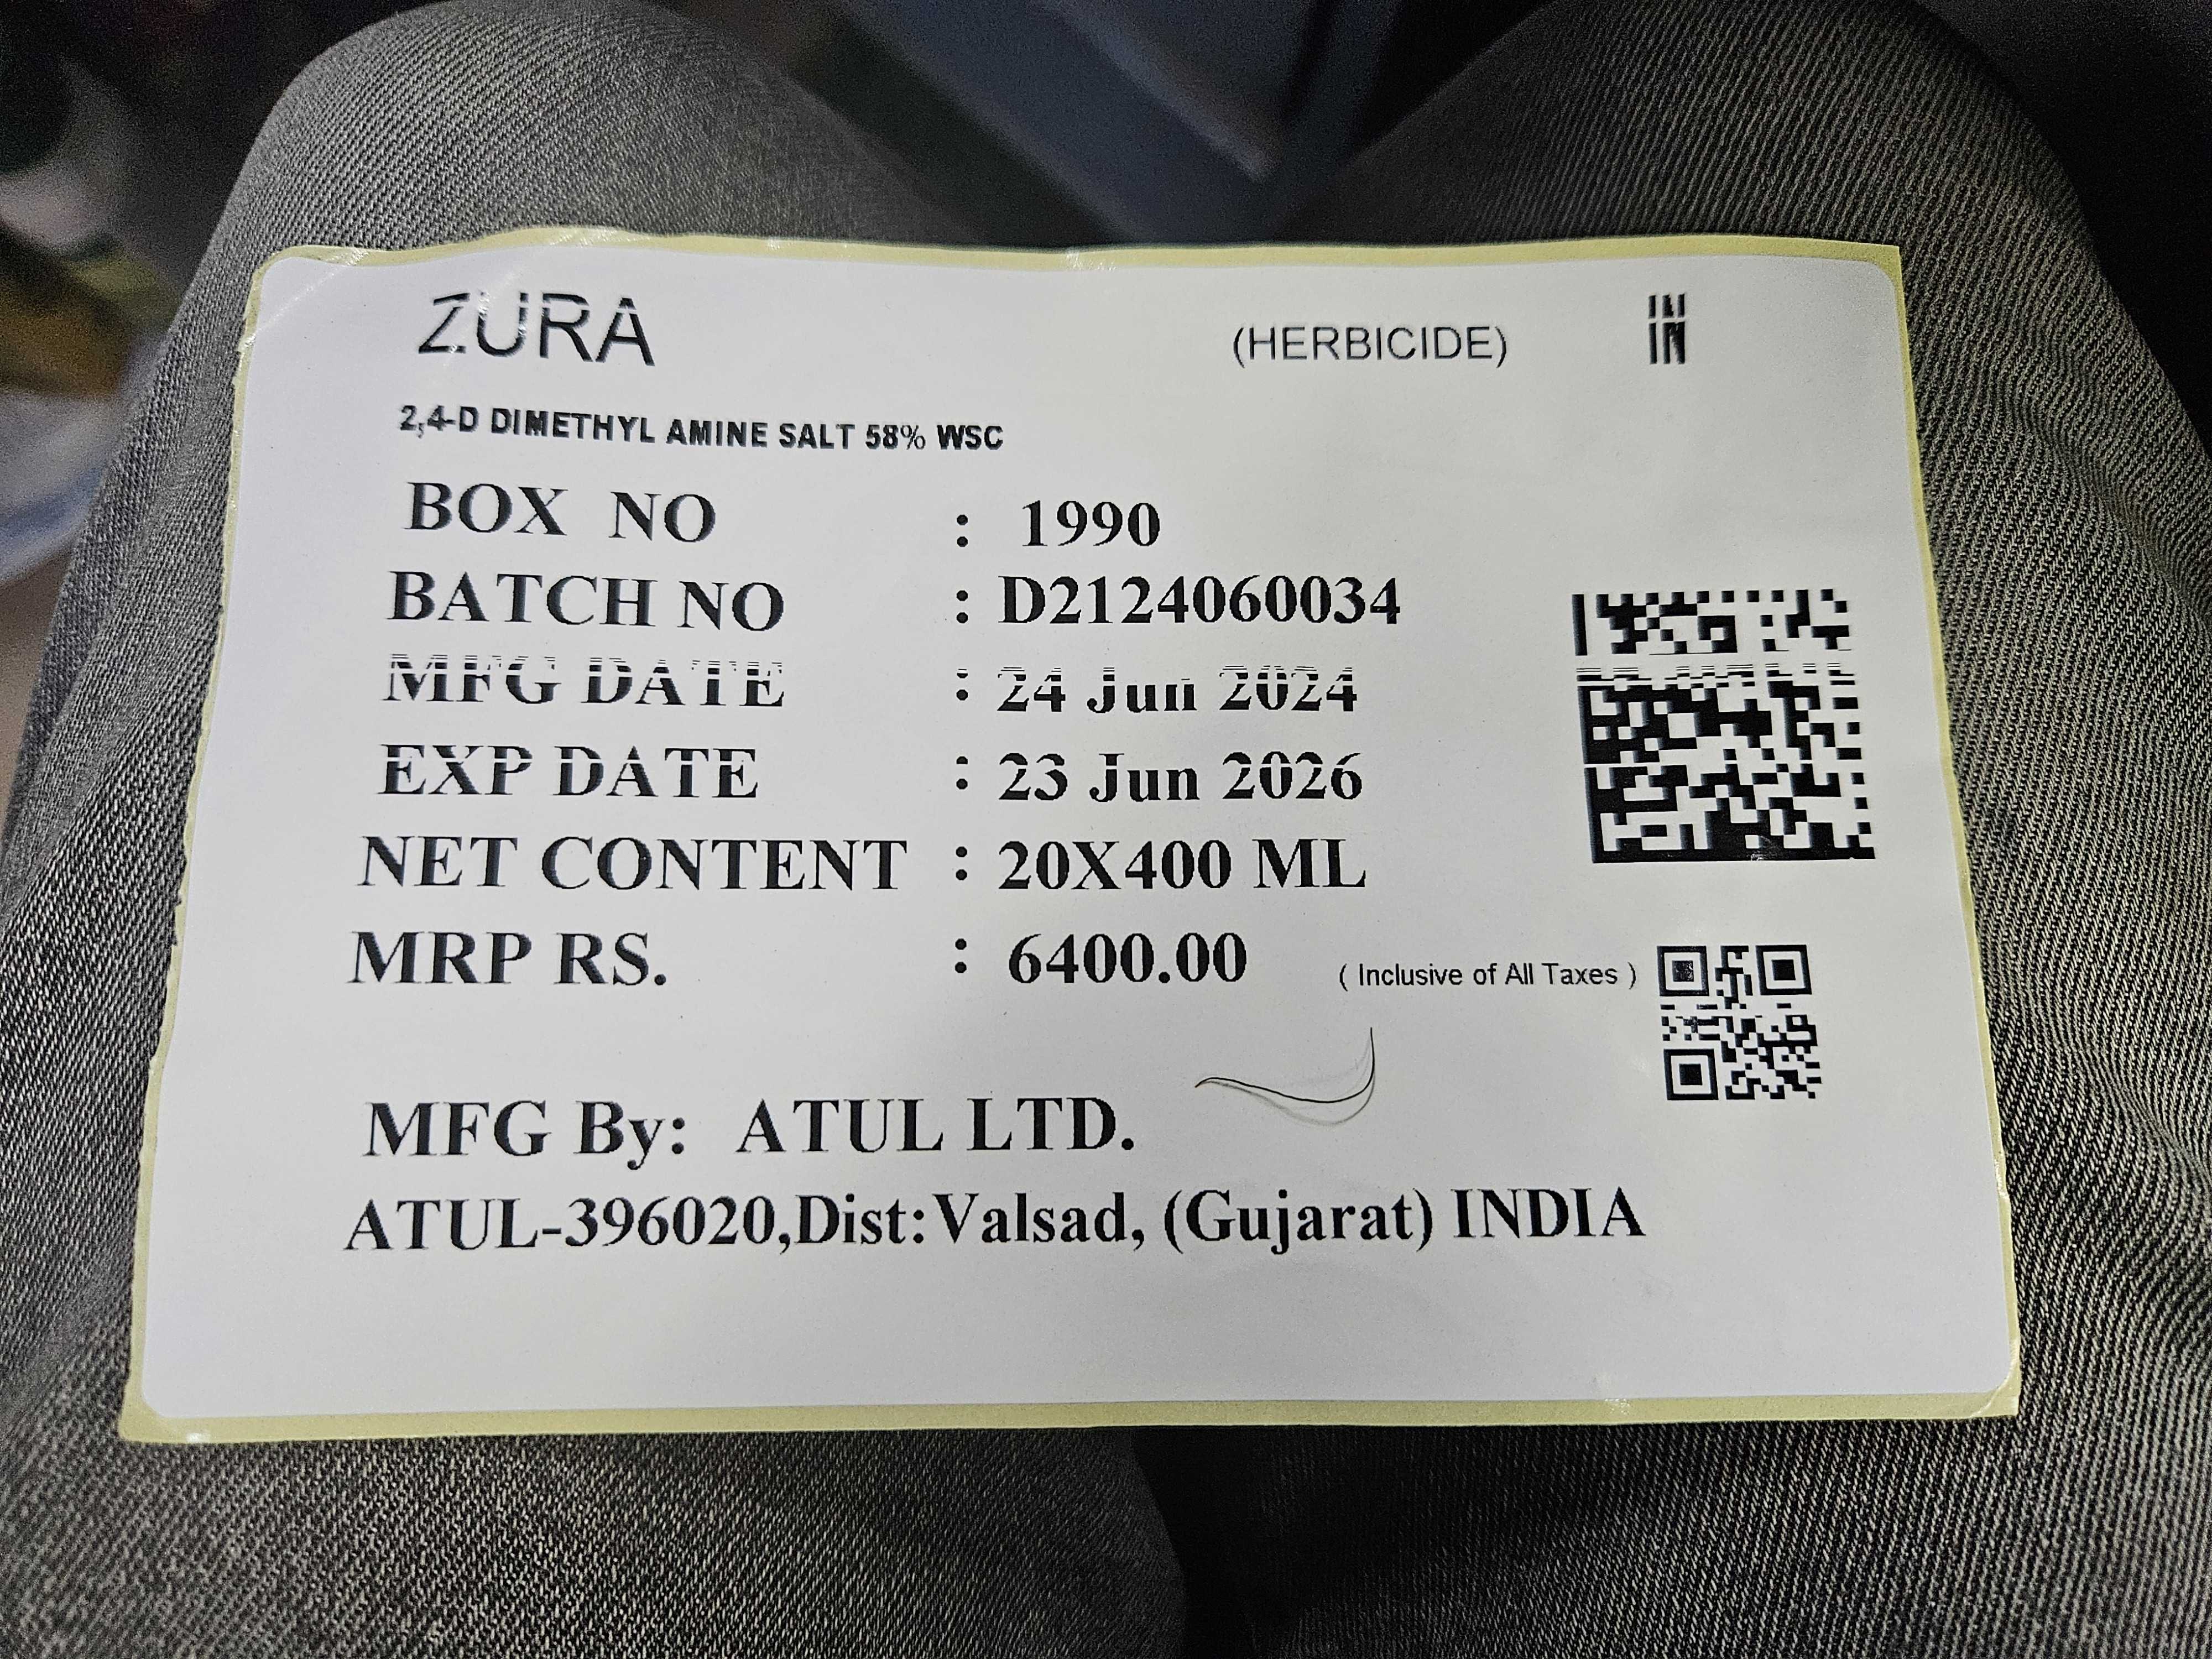 ZURA (HERBICIDE) IN
2,4-D DIMETHYL AMINE SALT 58% WSC
BOX NO : 1990
BATCH NO : D2124060034
MFG DATE : 24 Jun 2024
EXP DATE : 23 Jun 2026
NET CONTENT : 20X400 ML
MRP RS. : 6400.00 ( Inclusive of All Taxes )
MFG By: ATUL LTD.
ATUL-396020,Dist:Valsad, (Gujarat) INDIA